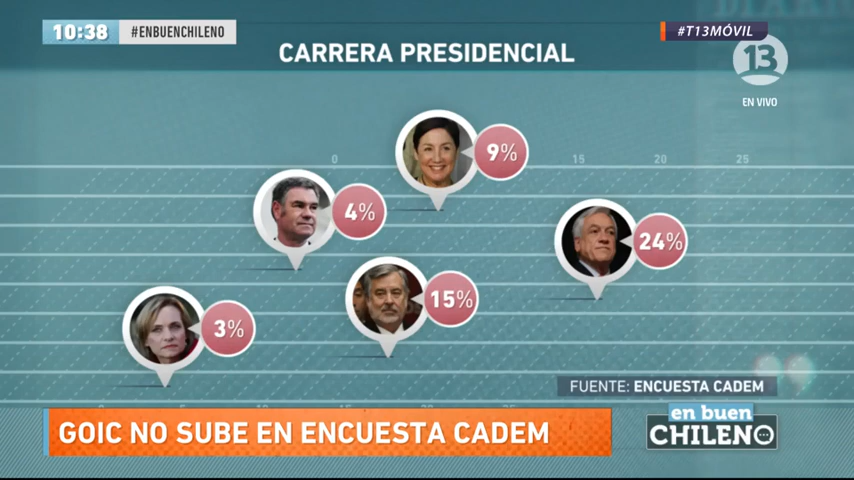 10:38
#ENBUENCHILENO
#T13MÓVIL
CARRERA PRESIDENCIAL
13
EN VIVO
0
15
20
25
9%
4%
24%
15%
3%
FUENTE: ENCUESTA CADEM
GOIC NO SUBE EN ENCUESTA CADEM
en buen
CHILENO